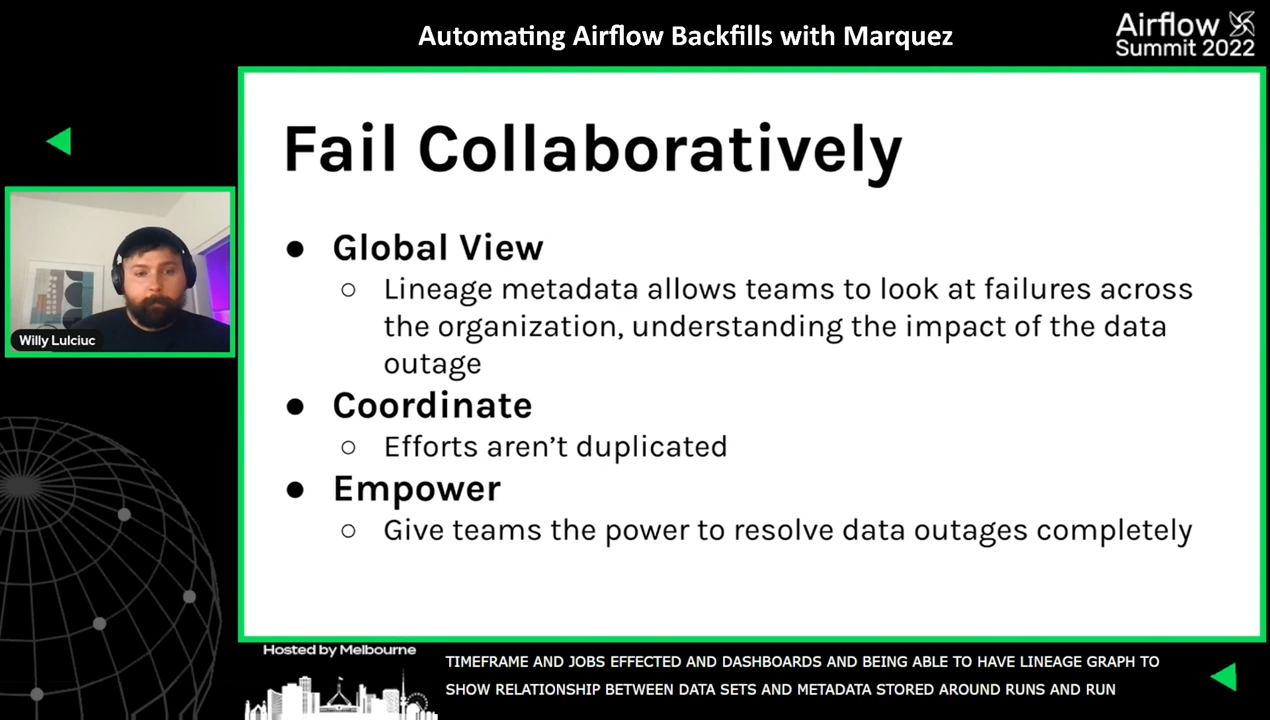 Automating Airflow Backfills with Marquez
Airflow
Summit 2022
Fail Collaboratively
● Global View
○ Lineage metadata allows teams to look at failures across
the organization, understanding the impact of the data
outage
● Coordinate
○ Efforts aren’t duplicated
● Empower
○ Give teams the power to resolve data outages completely
Willy Lulciuc
Hosted by Melbourne
TIMEFRAME AND JOBS EFFECTED AND DASHBOARDS AND BEING ABLE TO HAVE LINEAGE GRAPH TO
SHOW RELATIONSHIP BETWEEN DATA SETS AND METADATA STORED AROUND RUNS AND RUN